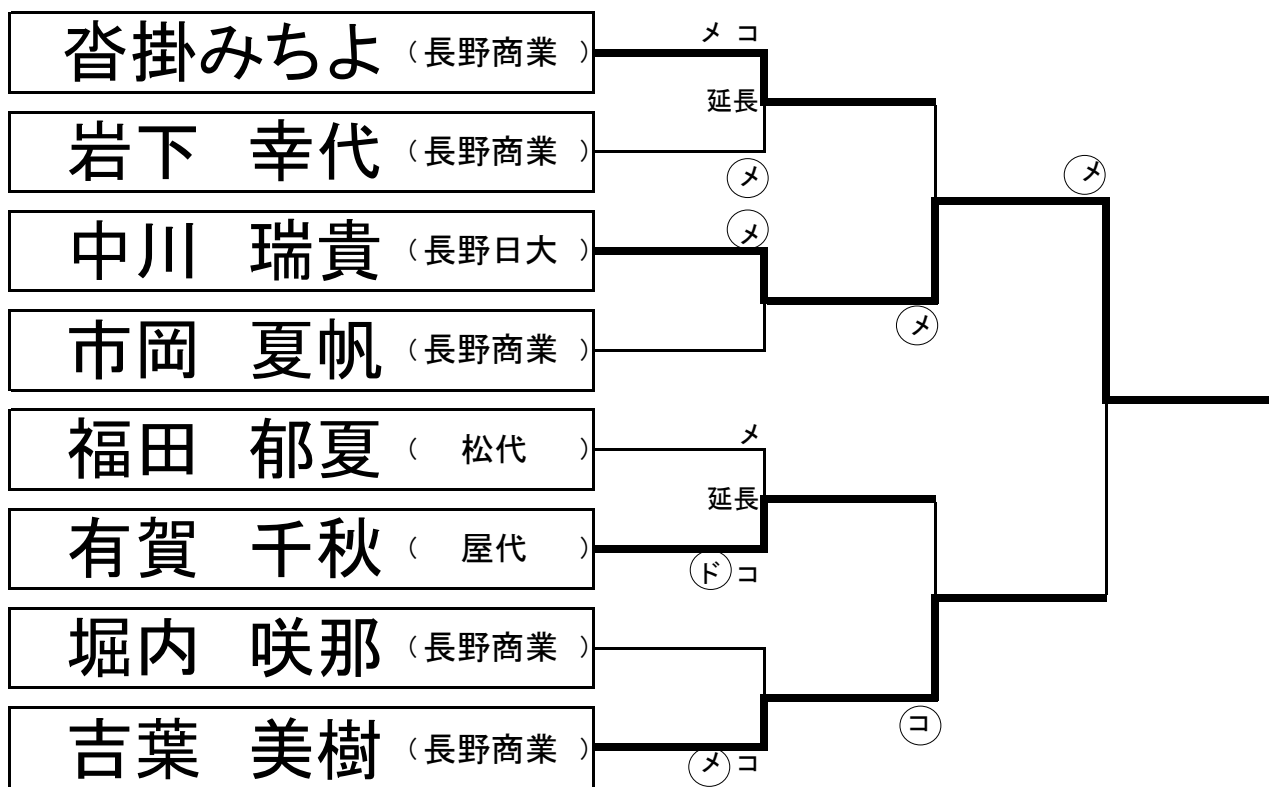 沓掛みちよ（長野商業 ）
メ コ
延長
岩下 幸代（長野商業 ）
メ
メ
中川 瑞貴（長野日大 ）
メ
市岡 夏帆（長野商業 ）
メ
福田 郁夏（ 松代 ）
メ
延長
有賀 千秋（ 屋代 ）
ド コ
堀内 咲那（長野商業 ）
コ
吉葉 美樹（長野商業 ）
メ コ